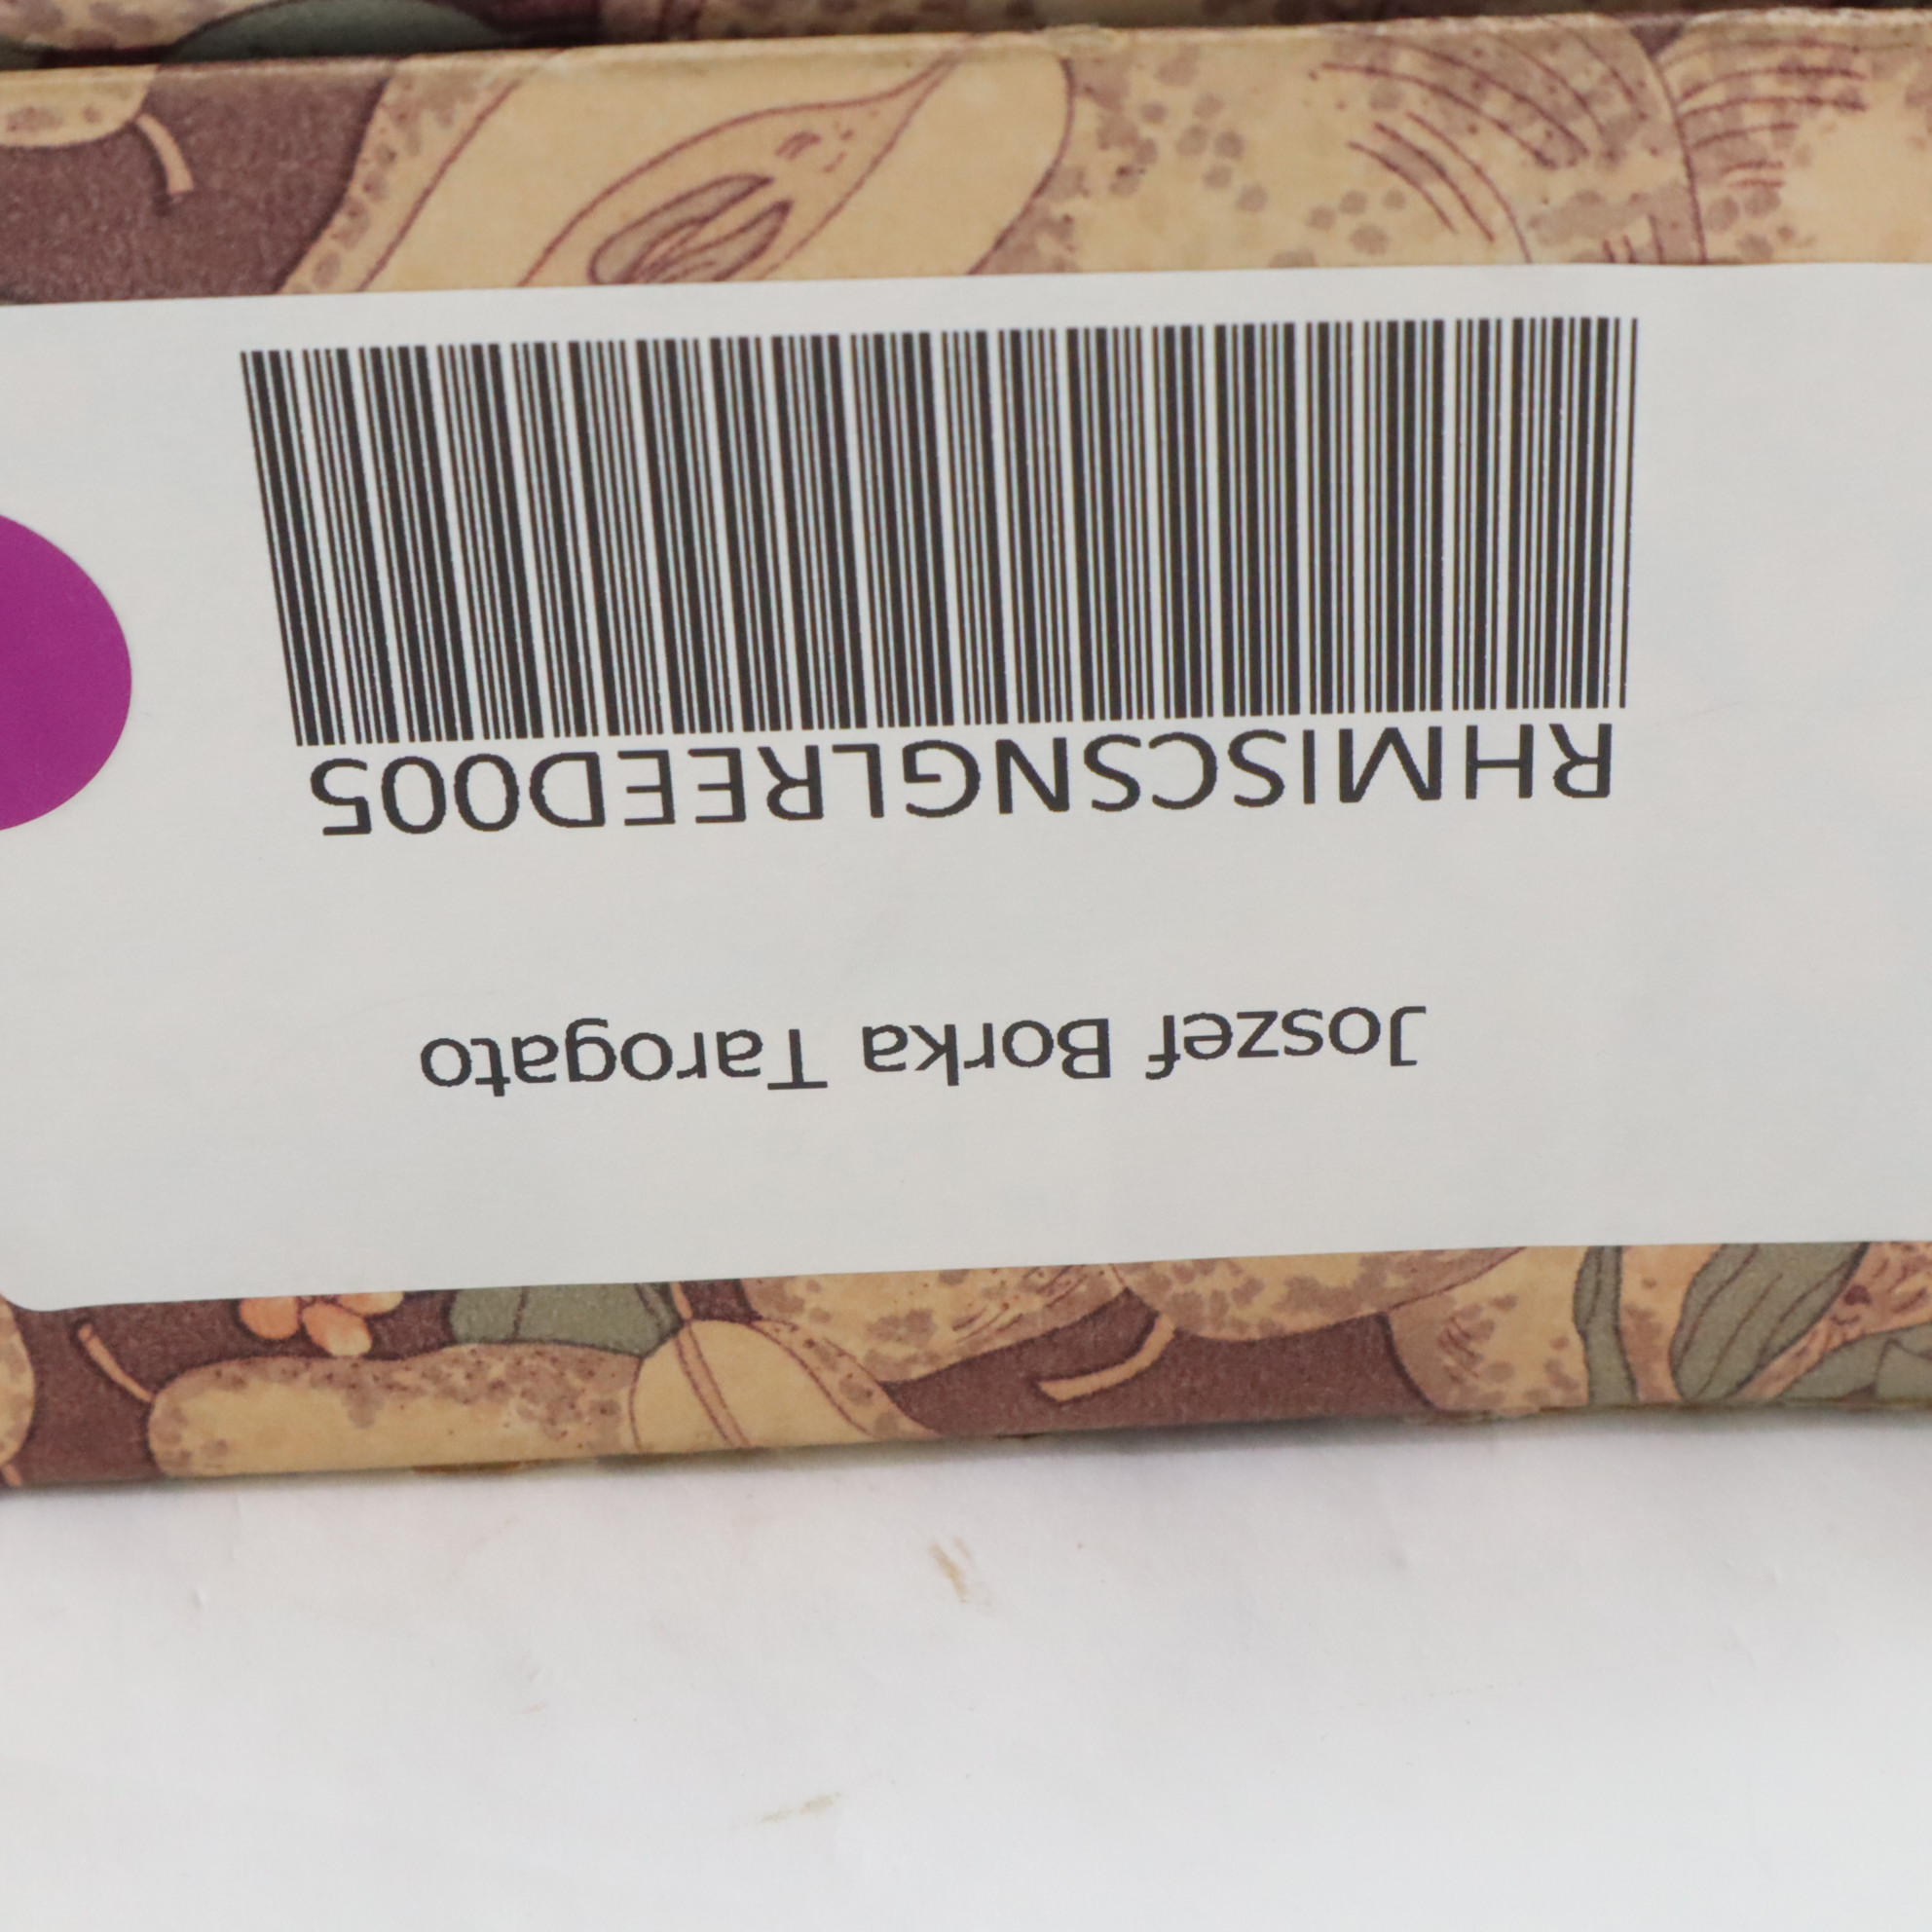 RHMISCSNGLREED005
Joszef Borka Tarogato